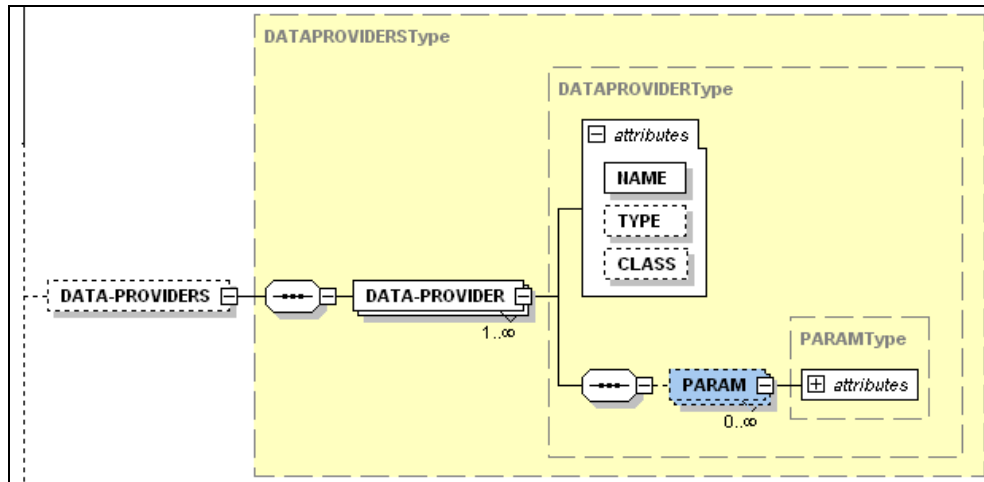 DATAPROVIDERSType
DATAPROVIDERType
attributes
NAME
TYPE
CLASS
DATA-PROVIDERS
DATA-PROVIDER
1..∞
PARAMType
PARAM
attributes
0..∞